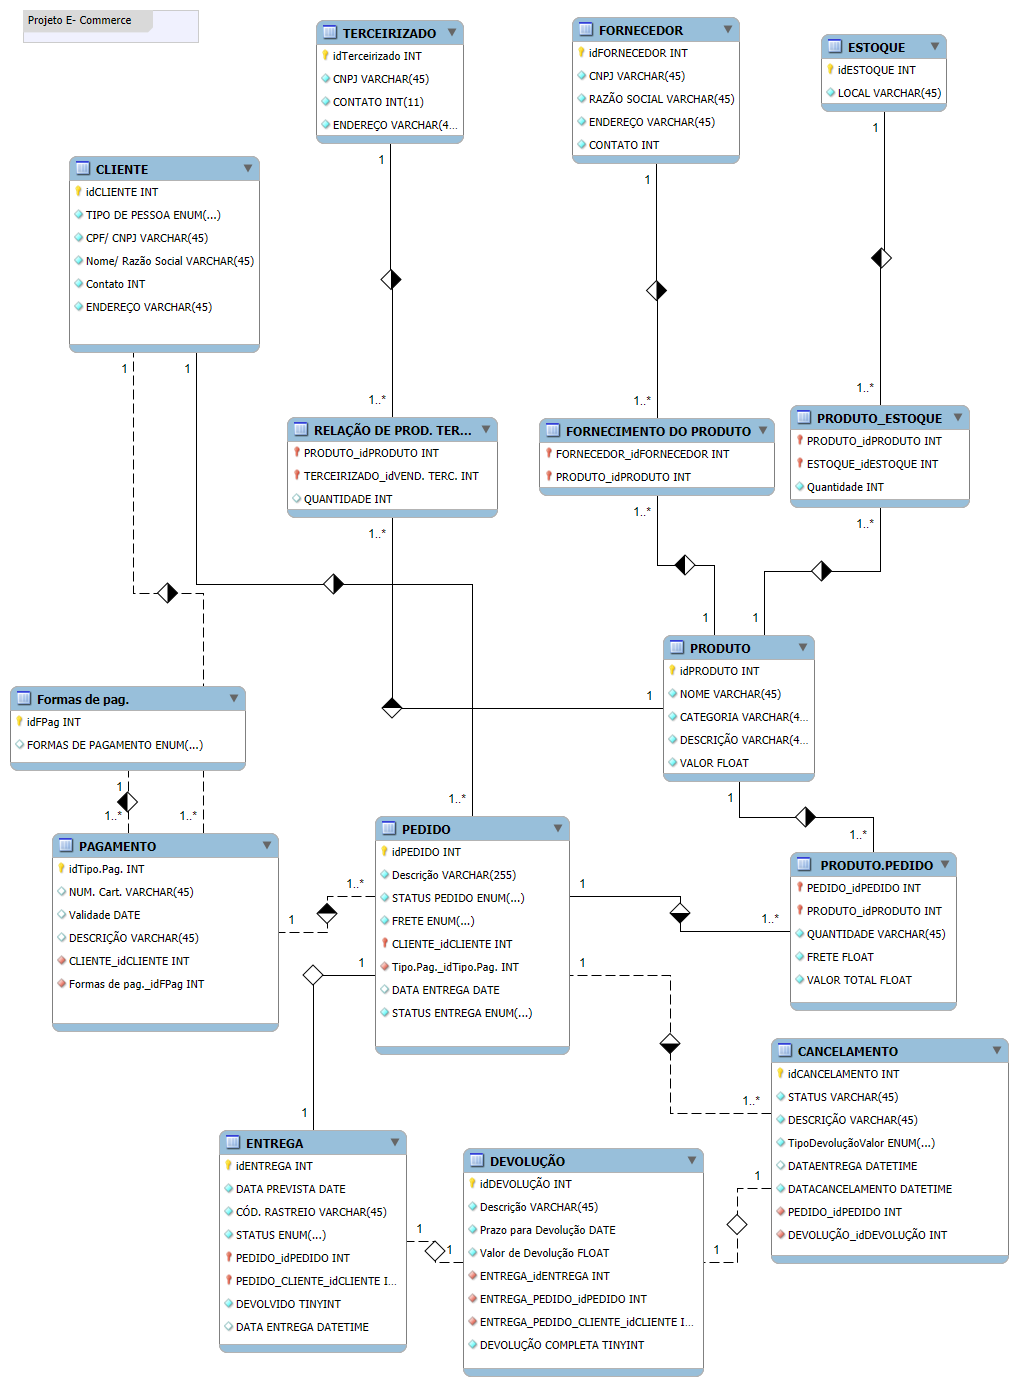 Projeto E- Commerce
TERCEIRIZADO
idTerceirizado INT
CNPJ VARCHAR(45)
CONTATO INT(11)
ENDEREÇO VARCHAR(4...
1
FORNECEDOR
idFORNECEDOR INT
CNPJ VARCHAR(45)
RAZÃO SOCIAL VARCHAR(45)
ENDEREÇO VARCHAR(45)
CONTATO INT
1
ESTOQUE
idESTOQUE INT
LOCAL VARCHAR(45)
1
CLIENTE
idCLIENTE INT
TIPO DE PESSOA ENUM(...)
CPF/ CNPJ VARCHAR(45)
Nome/ Razão Social VARCHAR(45)
Contato INT
ENDEREÇO VARCHAR(45)
1
1
1..*
RELAÇÃO DE PROD. TER...
PRODUTO_idPRODUTO INT
TERCEIRIZADO_idVEND. TERC. INT
QUANTIDADE INT
1..*
1..*
FORNECIMENTO DO PRODUTO
FORNECEDOR_idFORNECEDOR INT
PRODUTO_idPRODUTO INT
1..*
1..*
PRODUTO_ESTOQUE
PRODUTO_idPRODUTO INT
ESTOQUE_idESTOQUE INT
Quantidade INT
1..*
1
1
1
PRODUTO
idPRODUTO INT
NOME VARCHAR(45)
CATEGORIA VARCHAR(4...
DESCRIÇÃO VARCHAR(4...
VALOR FLOAT
1
Formas de pag.
idFPag INT
FORMAS DE PAGAMENTO ENUM(...)
1
1..*
1..*
PAGAMENTO
idTipo.Pag. INT
NUM. Cart. VARCHAR(45)
Validade DATE
DESCRIÇÃO VARCHAR(45)
CLIENTE_idCLIENTE INT
Formas de pag._idFPag INT
1
1..*
1..*
PEDIDO
idPEDIDO INT
Descrição VARCHAR(255)
STATUS PEDIDO ENUM(...)
FRETE ENUM(...)
CLIENTE_idCLIENTE INT
Tipo.Pag._idTipo.Pag. INT
DATA ENTREGA DATE
STATUS ENTREGA ENUM(...)
1
1
1
1..*
1..*
PRODUTO.PEDIDO
PEDIDO_idPEDIDO INT
PRODUTO_idPRODUTO INT
QUANTIDADE VARCHAR(45)
FRETE FLOAT
VALOR TOTAL FLOAT
1..*
CANCELAMENTO
idCANCELAMENTO INT
STATUS VARCHAR(45)
DESCRIÇÃO VARCHAR(45)
TipoDevoluçãoValor ENUM(...)
DATAENTREGA DATETIME
DATACANCELAMENTO DATETIME
PEDIDO_idPEDIDO INT
DEVOLUÇÃO_idDEVOLUÇÃO INT
1
1
ENTREGA
idENTREGA INT
DATA PREVISTA DATE
CÓD. RASTREIO VARCHAR(45)
STATUS ENUM(...)
PEDIDO_idPEDIDO INT
PEDIDO_CLIENTE_idCLIENTE I...
DEVOLVIDO TINYINT
DATA ENTREGA DATETIME
1
1
DEVOLUÇÃO
idDEVOLUÇÃO INT
Descrição VARCHAR(45)
Prazo para Devolução DATE
Valor de Devolução FLOAT
ENTREGA_idENTREGA INT
ENTREGA_PEDIDO_idPEDIDO INT
ENTREGA_PEDIDO_CLIENTE_idCLIENTE I...
DEVOLUÇÃO COMPLETA TINYINT
1